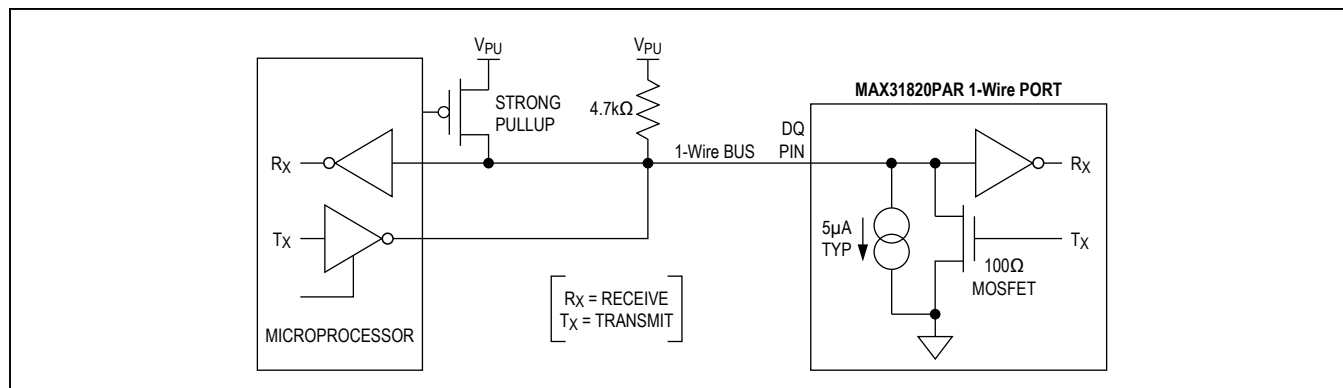 VPU
VPU
STRONG
PULLUP
4.7kΩ
MAX31820PAR 1-Wire PORT
DQ
PIN
1-Wire BUS
RX
RX
TX
5µA
TYP
TX
100Ω
MOSFET
RX = RECEIVE
TX = TRANSMIT
MICROPROCESSOR